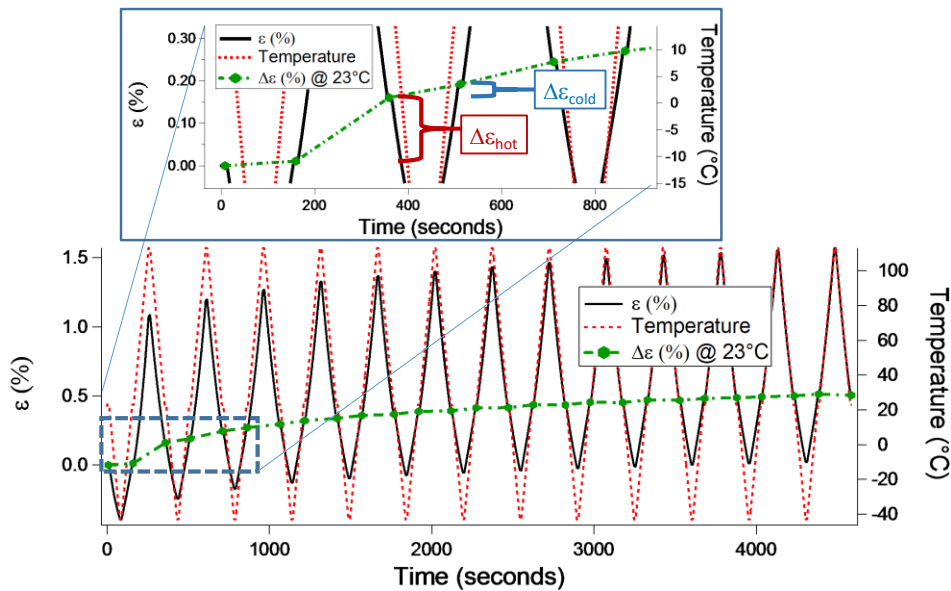 0.30
0.20
0.10
0.00
ε (%)
ε (%)
Temperature
Δε (%) @ 23°C
Δε_hot
Δε_cold
10
5
0
-5
-10
-15
Temperature (°C)
0
200
400
600
800
Time (seconds)
1.5
1.0
0.5
0.0
ε (%)
ε (%)
Temperature
Δε (%) @ 23°C
100
80
60
40
20
0
-20
-40
Temperature (°C)
0
1000
2000
3000
4000
Time (seconds)